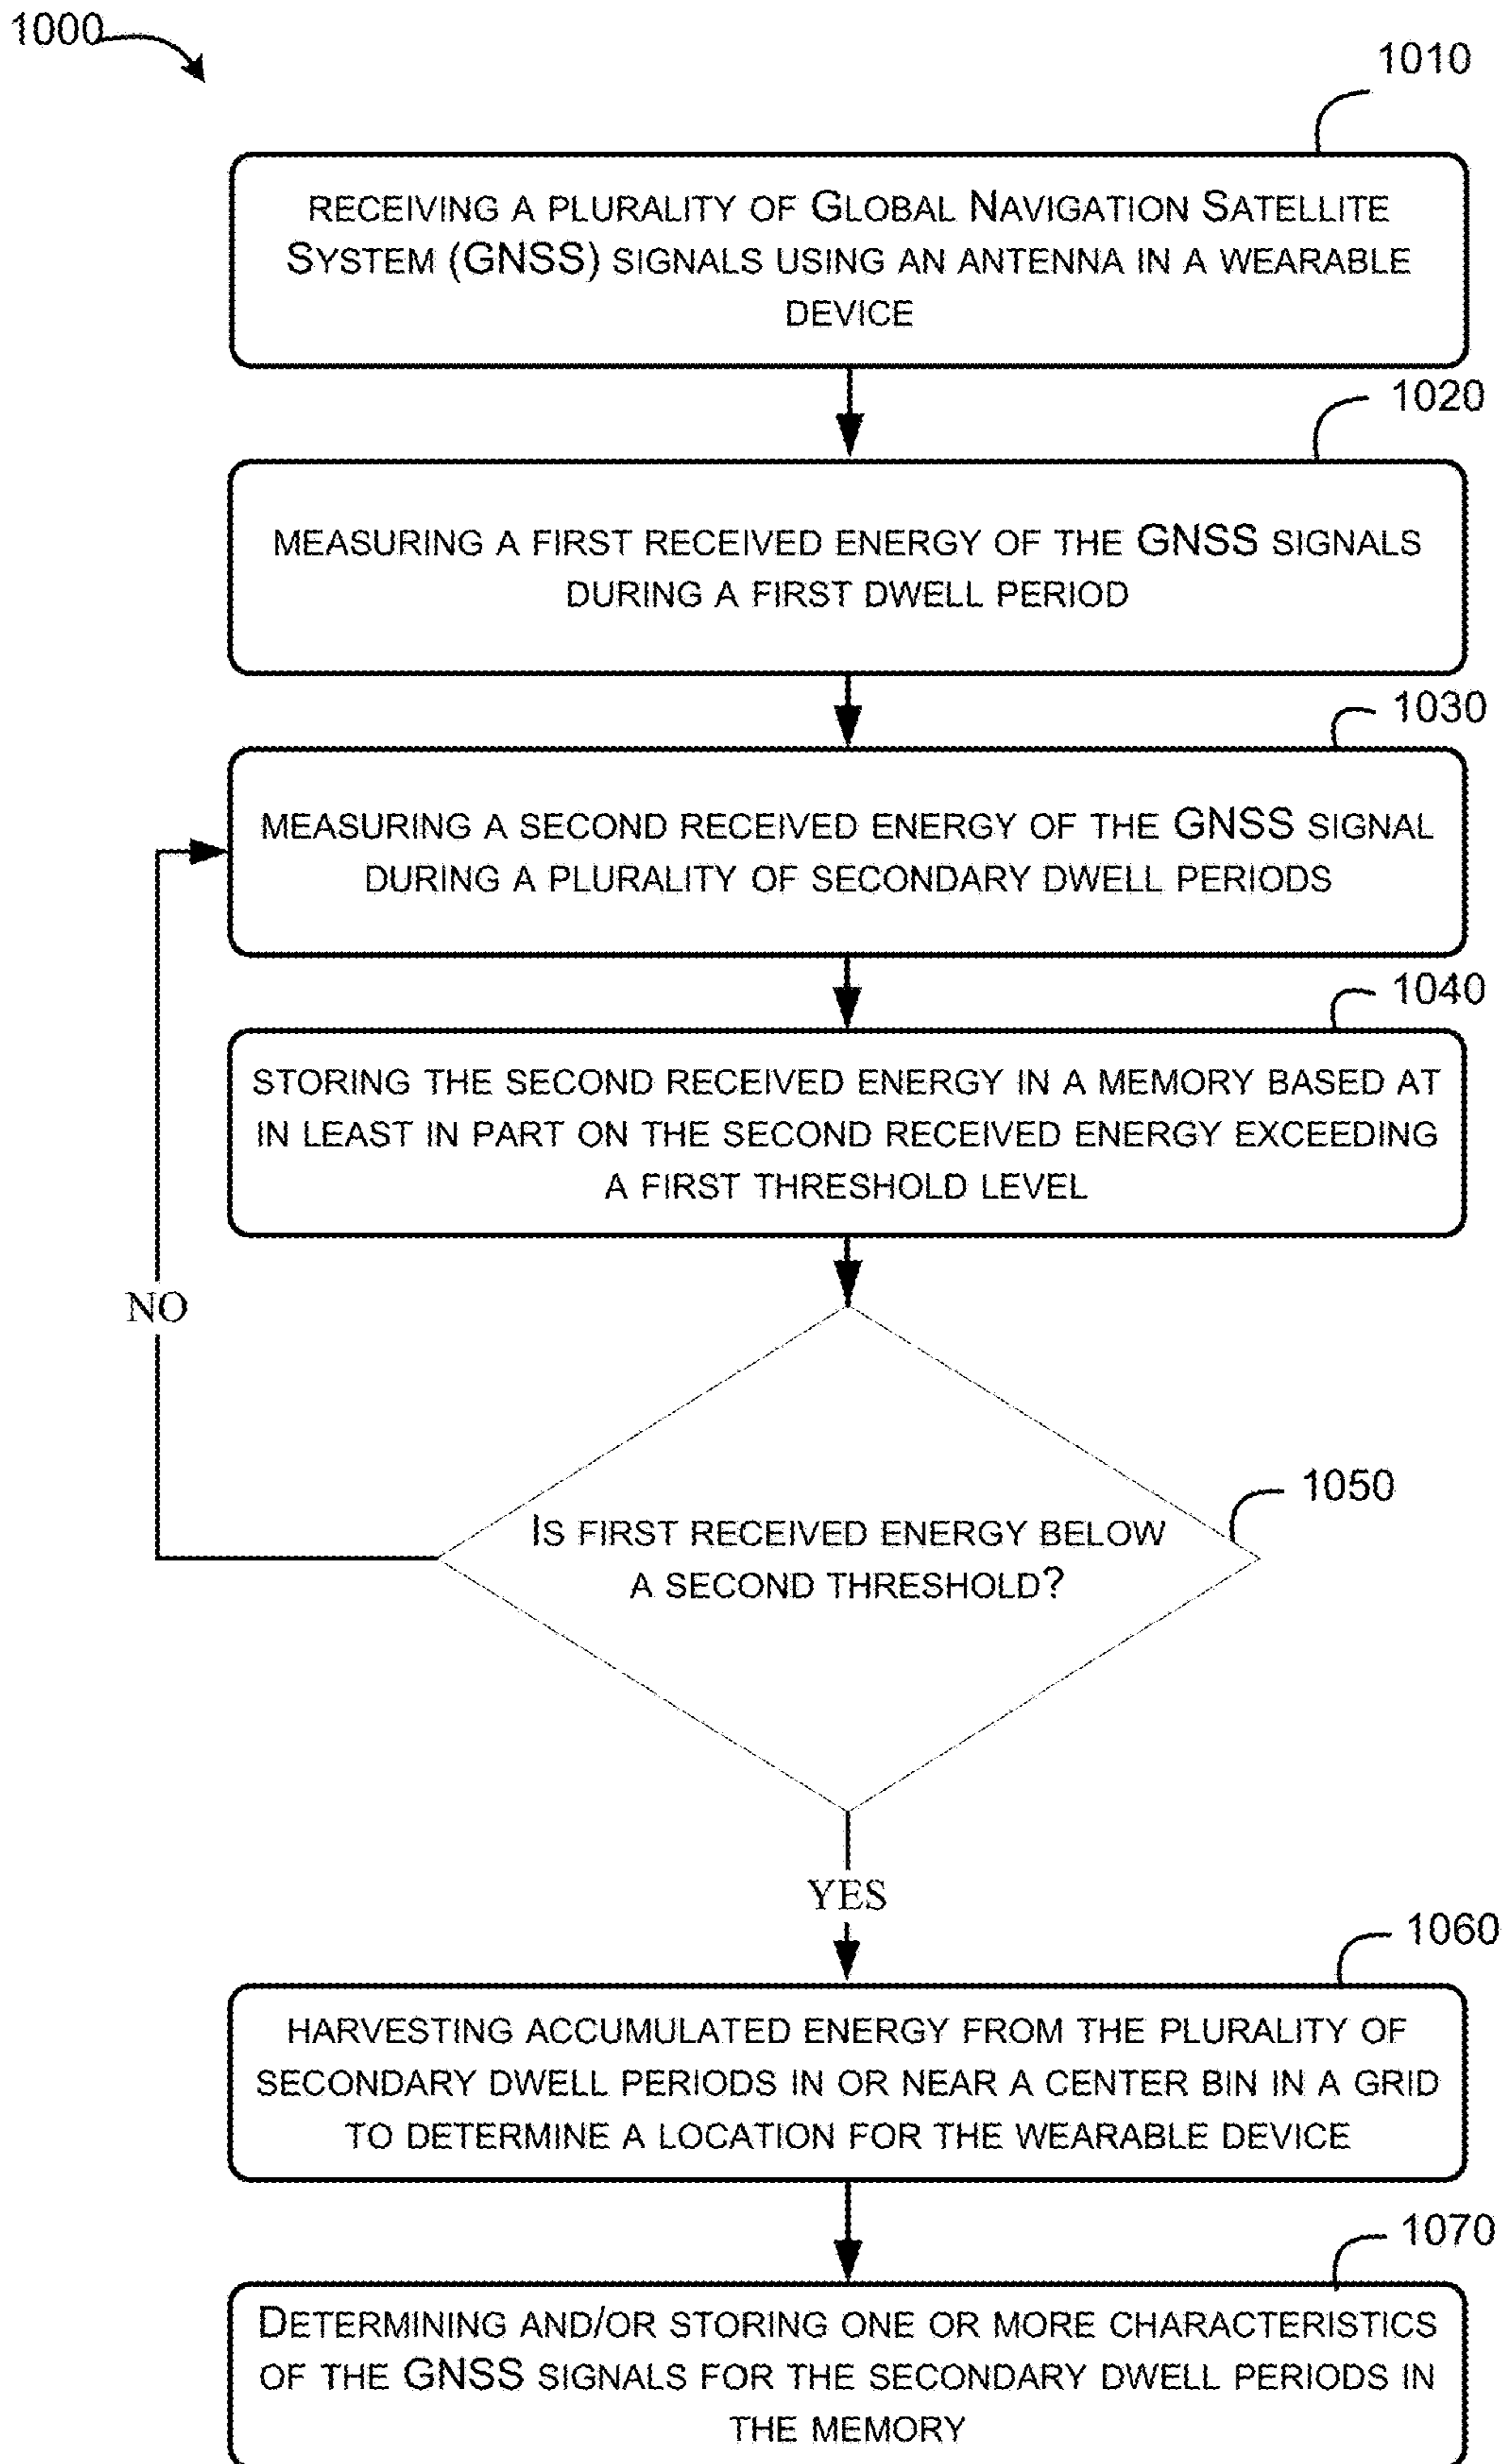 1000
1010
RECEIVING A PLURALITY OF GLOBAL NAVIGATION SATELLITE
SYSTEM (GNSS) SIGNALS USING AN ANTENNA IN A WEARABLE
DEVICE
1020
MEASURING A FIRST RECEIVED ENERGY OF THE GNSS SIGNALS
DURING A FIRST DWELL PERIOD
1030
MEASURING A SECOND RECEIVED ENERGY OF THE GNSS SIGNAL
DURING A PLURALITY OF SECONDARY DWELL PERIODS
1040
STORING THE SECOND RECEIVED ENERGY IN A MEMORY BASED AT
IN LEAST IN PART ON THE SECOND RECEIVED ENERGY EXCEEDING
A FIRST THRESHOLD LEVEL
NO
1050
IS FIRST RECEIVED ENERGY BELOW
A SECOND THRESHOLD?
YES
1060
HARVESTING ACCUMULATED ENERGY FROM THE PLURALITY OF
SECONDARY DWELL PERIODS IN OR NEAR A CENTER BIN IN A GRID
TO DETERMINE A LOCATION FOR THE WEARABLE DEVICE
1070
DETERMINING AND/OR STORING ONE OR MORE CHARACTERISTICS
OF THE GNSS SIGNALS FOR THE SECONDARY DWELL PERIODS IN
THE MEMORY